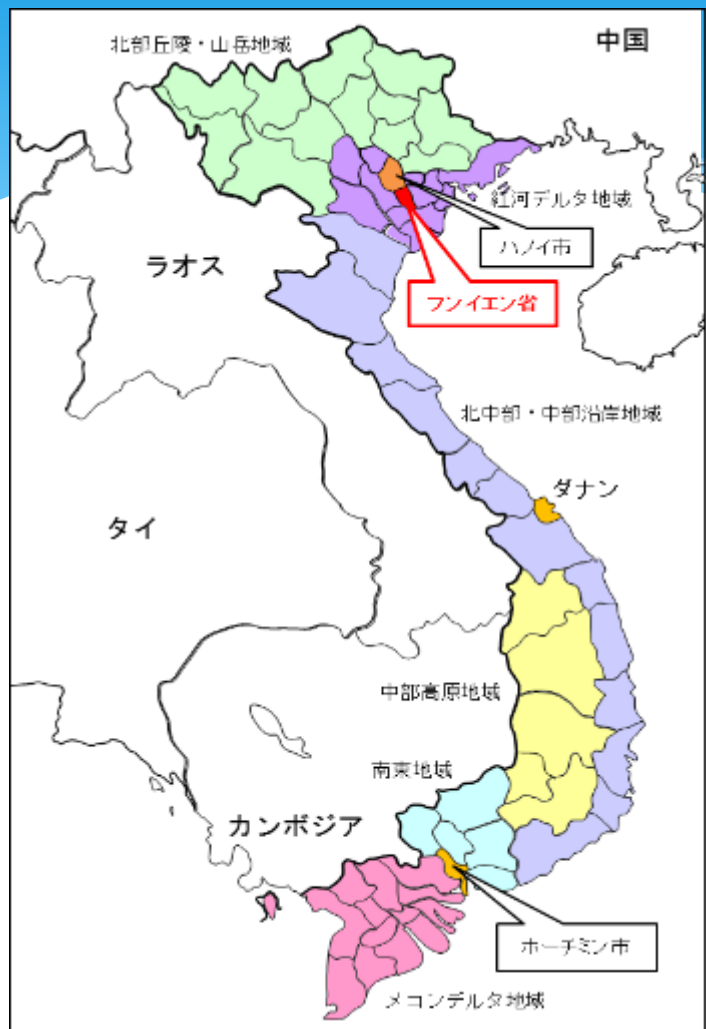 北部丘陵・山岳地域
中国
紅河デルタ地域
ハノイ市
ラオス
フンイエン省
北中部・中部沿岸地域
ダナン
タイ
中部高原地域
南東地域
カンボジア
ホーチミン市
メコンデルタ地域